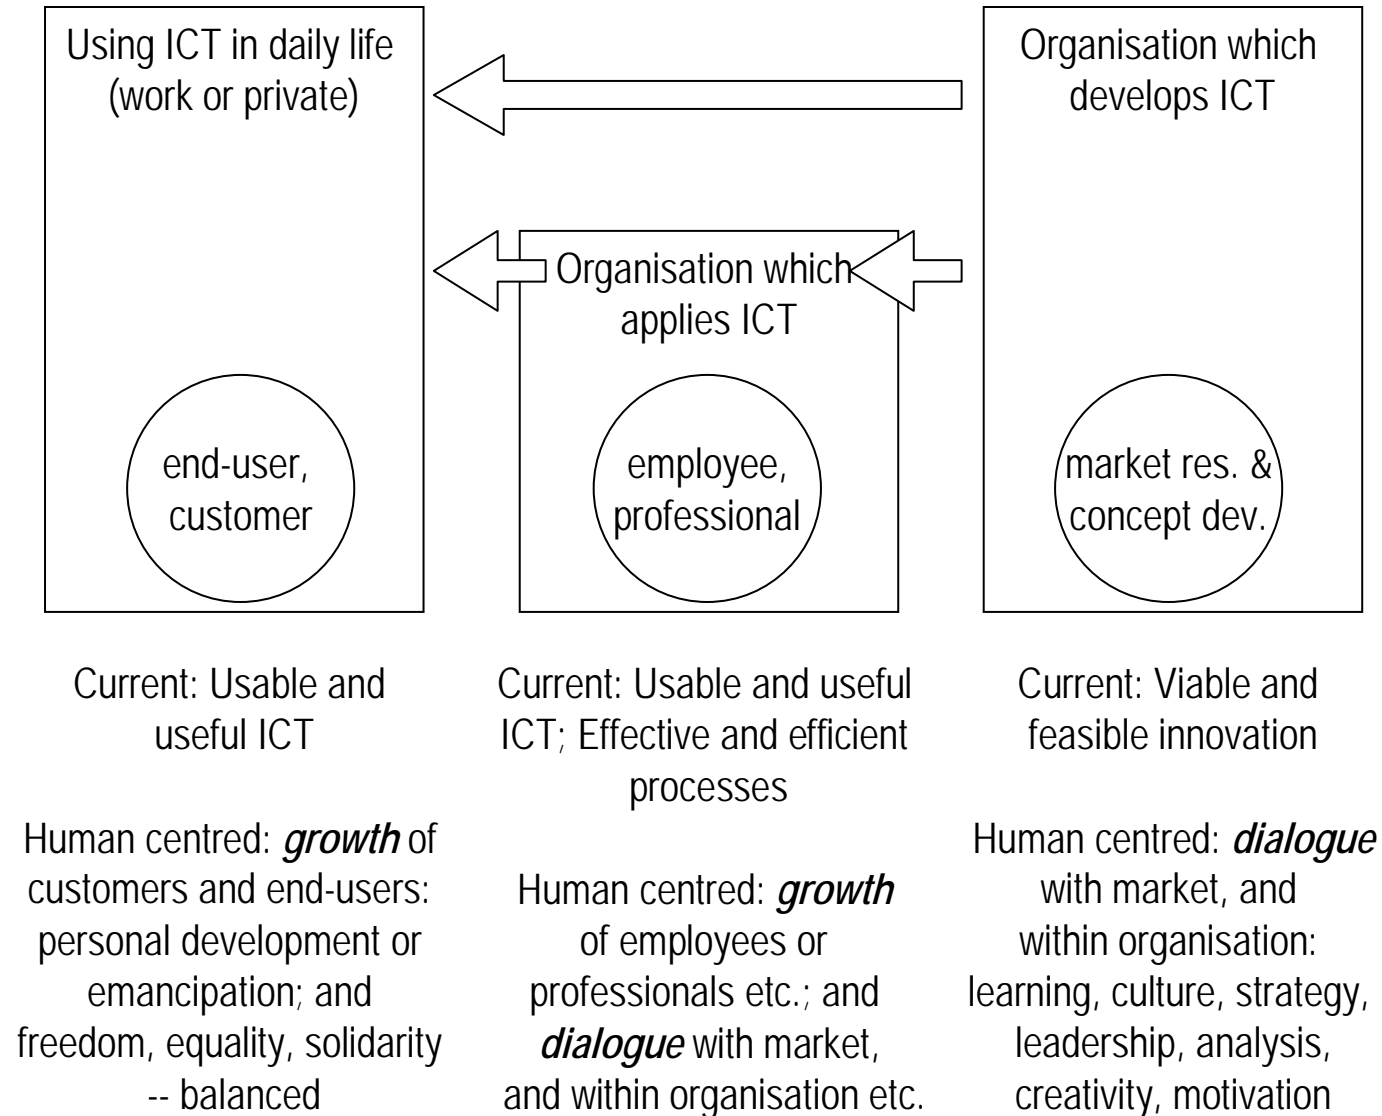 Using ICT in daily life
(work or private)
Organisation which
develops ICT
Organisation which
applies ICT
end-user,
customer
employee,
professional
market res. &
concept dev.
Current: Usable and
useful ICT
Human centred: growth of
customers and end-users:
personal development or
emancipation; and
freedom, equality, solidarity
-- balanced
Current: Usable and useful
ICT; Effective and efficient
processes
Human centred: growth
of employees or
professionals etc.; and
dialogue with market,
and within organisation etc.
Current: Viable and
feasible innovation
Human centred: dialogue
with market, and
within organisation:
learning, culture, strategy,
leadership, analysis,
creativity, motivation